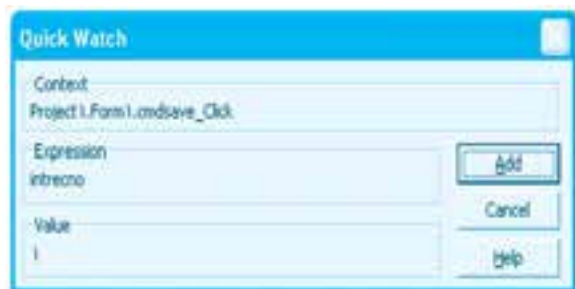 Quick Watch
Context
Project1.Form1.cmdsave_Click
Expression
intrecno
Add
Cancel
Value
1
Help